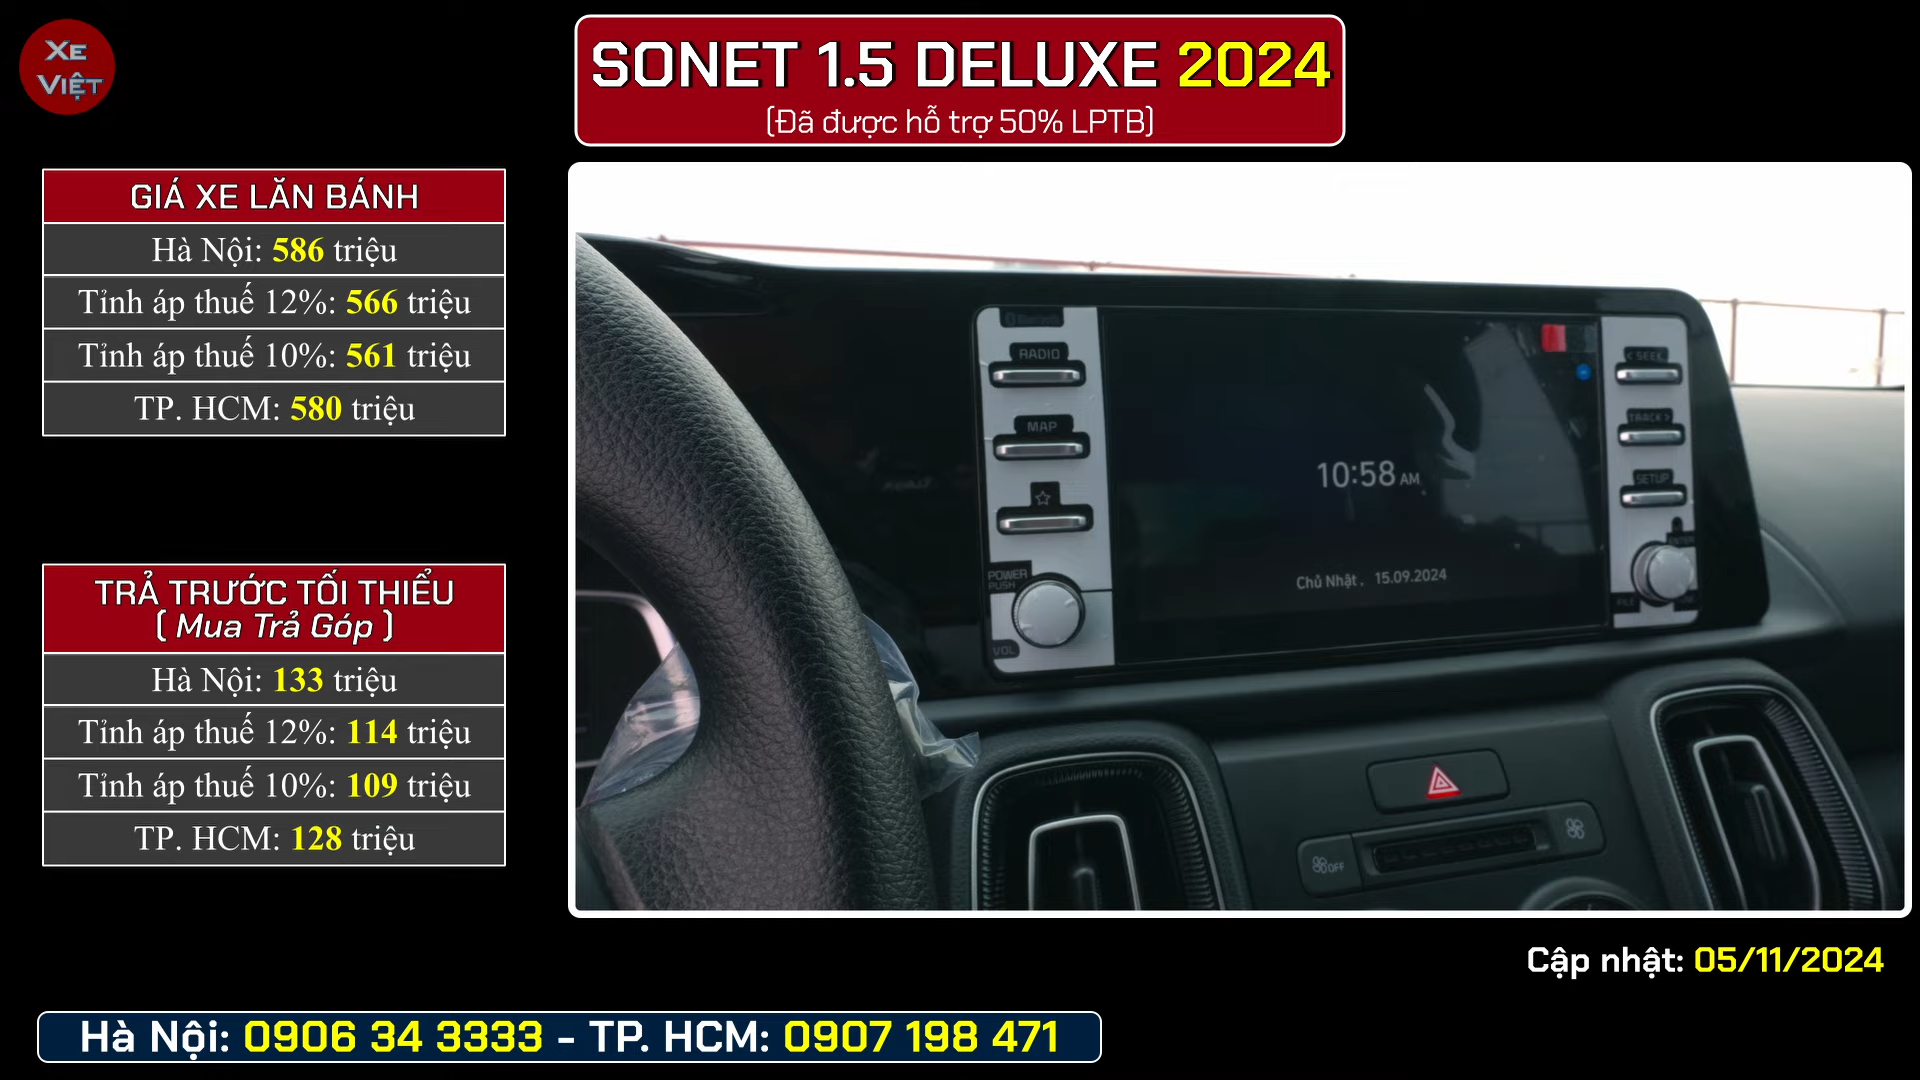 XE
VIỆT
SONET 1.5 DELUXE 2024
(Đã được hỗ trợ 50% LPTB)
GIÁ XE LĂN BÁNH
Hà Nội: 586 triệu
Tỉnh áp thuế 12%: 566 triệu
Tỉnh áp thuế 10%: 561 triệu
TP. HCM: 580 triệu
TRẢ TRƯỚC TỐI THIỂU
( Mua Trả Góp )
Hà Nội: 133 triệu
Tỉnh áp thuế 12%: 114 triệu
Tỉnh áp thuế 10%: 109 triệu
TP. HCM: 128 triệu
RADIO
MAP
POWER
PUSH
VOL
10:58 AM
Chủ Nhật , 15.09.2024
< SEEK
TRACK >
SETUP
ENTER
FILE
OFF
Cập nhật: 05/11/2024
Hà Nội: 0906 34 3333 - TP. HCM: 0907 198 471